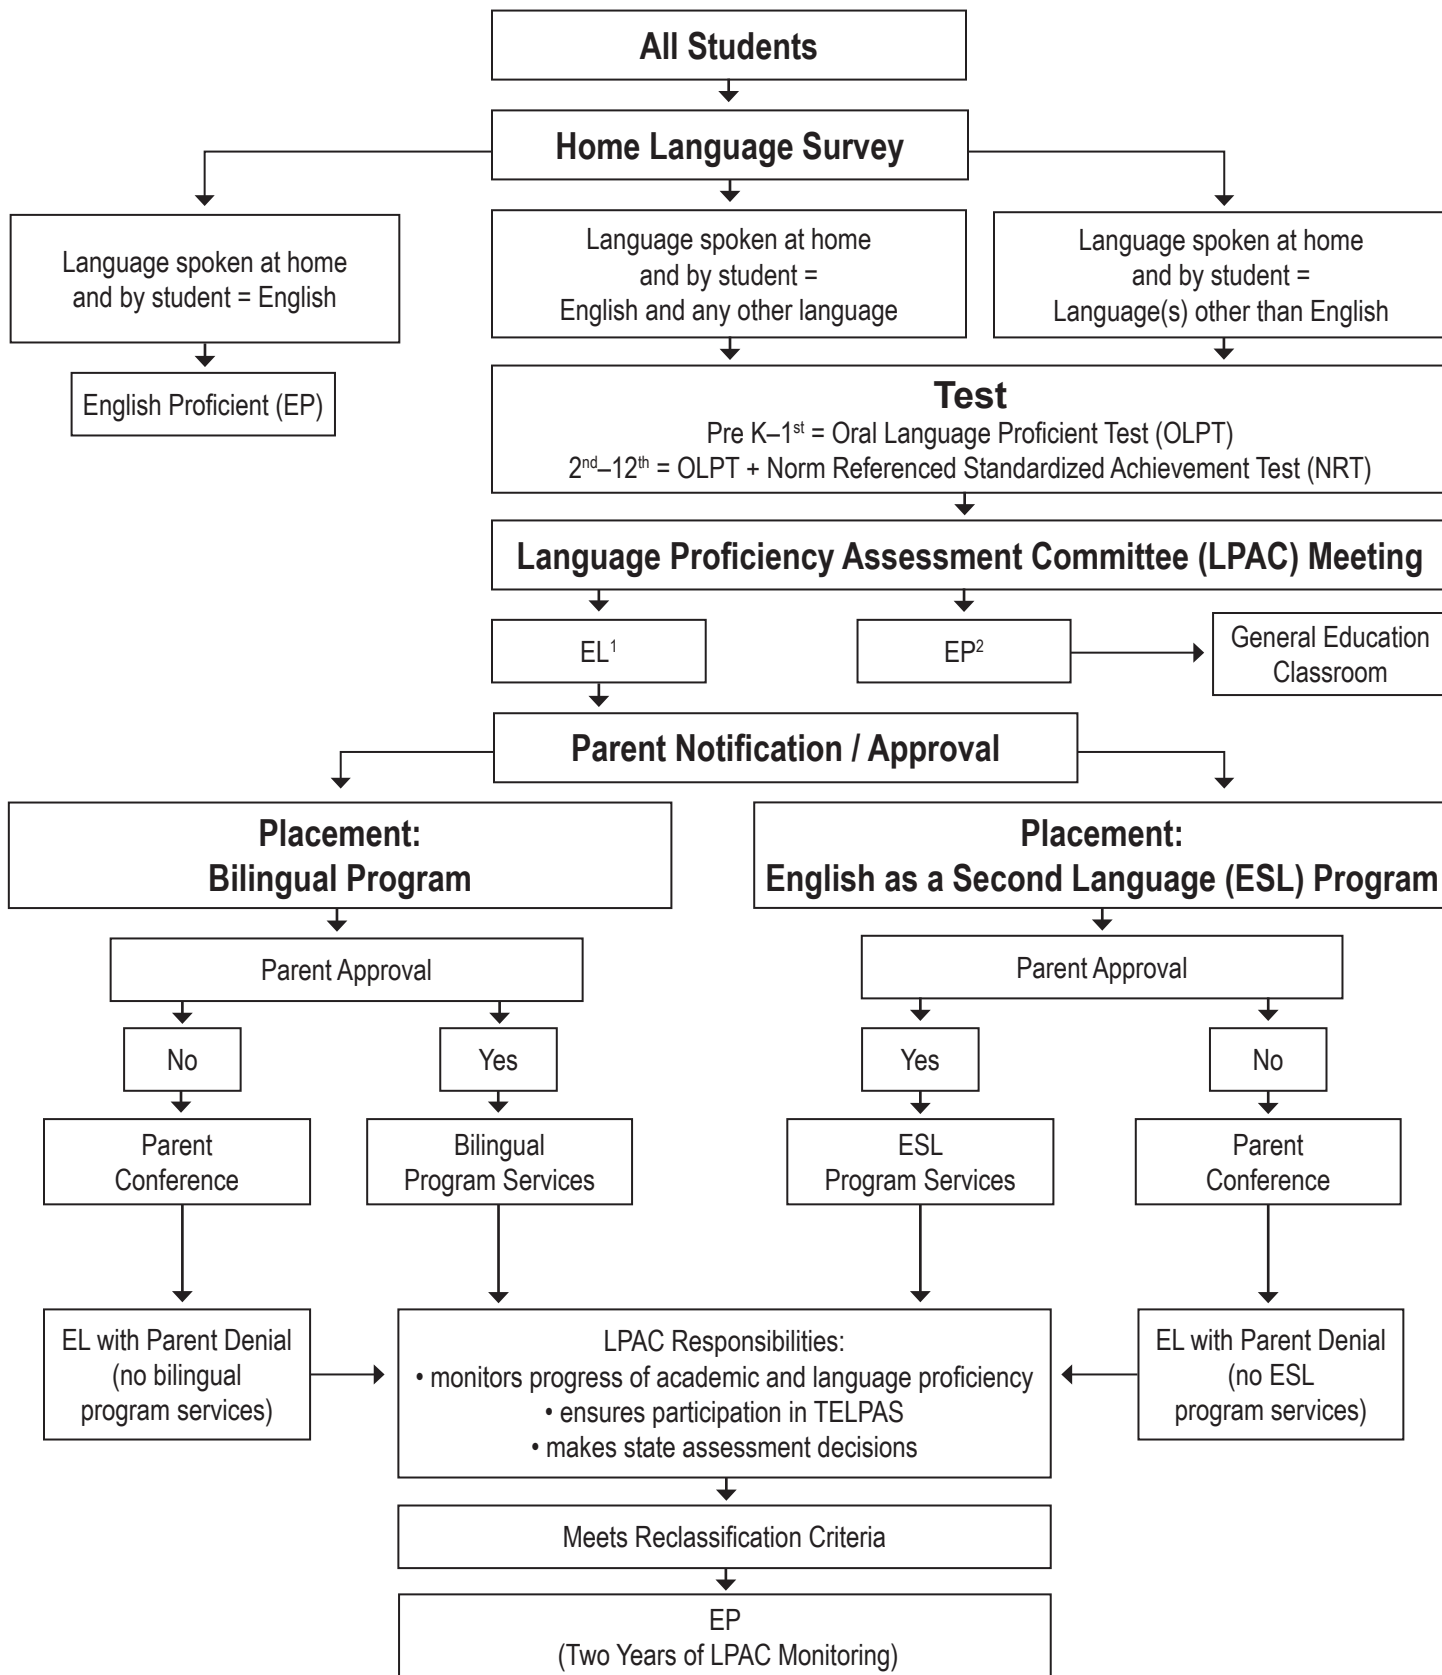 All Students
Home Language Survey
Language spoken at home
and by student = English
Language spoken at home
and by student =
English and any other language
Language spoken at home
and by student =
Language(s) other than English
English Proficient (EP)
Test
Pre K–1st = Oral Language Proficient Test (OLPT)
2nd–12th = OLPT + Norm Referenced Standardized Achievement Test (NRT)
Language Proficiency Assessment Committee (LPAC) Meeting
EL1
EP2
General Education
Classroom
Parent Notification / Approval
Placement:
Bilingual Program
Placement:
English as a Second Language (ESL) Program
Parent Approval
Parent Approval
No
Yes
Yes
No
Parent
Conference
Bilingual
Program Services
ESL
Program Services
Parent
Conference
EL with Parent Denial
(no bilingual
program services)
LPAC Responsibilities:
• monitors progress of academic and language proficiency
• ensures participation in TELPAS
• makes state assessment decisions
EL with Parent Denial
(no ESL
program services)
Meets Reclassification Criteria
EP
(Two Years of LPAC Monitoring)